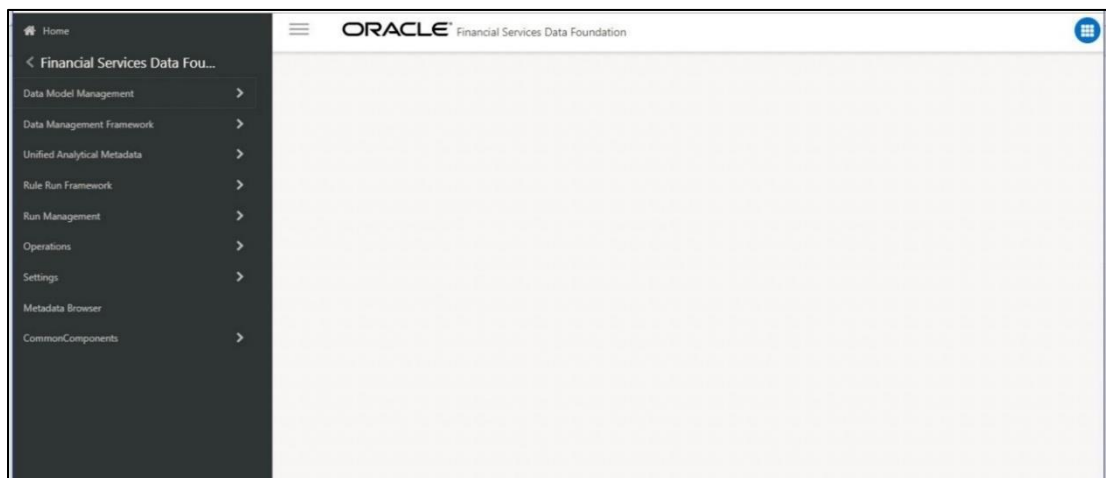 Home
ORACLE® Financial Services Data Foundation
Financial Services Data Fou...
Data Model Management
Data Management Framework
Unified Analytical Metadata
Rule Run Framework
Run Management
Operations
Settings
Metadata Browser
CommonComponents